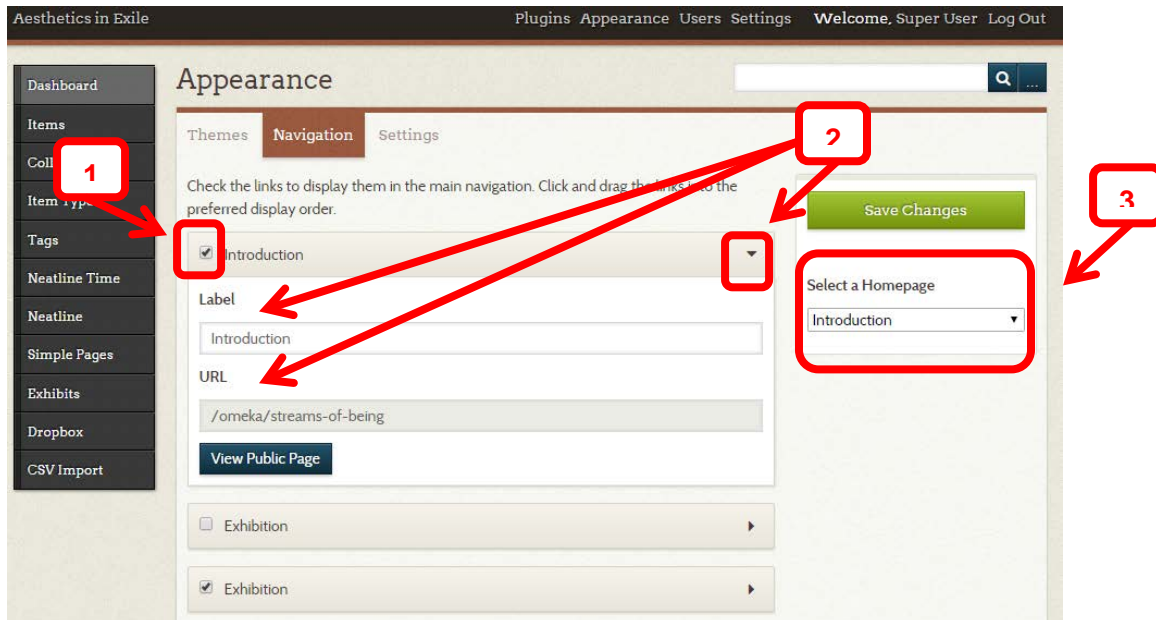 Aesthetics in Exile
Plugins Appearance Users Settings Welcome, Super User Log Out
Appearance
...
Dashboard
Items
Coll
Item Type
Tags
Neatline Time
Neatline
Simple Pages
Exhibits
Dropbox
CSV Import
Themes Navigation Settings
Check the links to display them in the main navigation. Click and drag the links into the
preferred display order.
1
2
3
Introduction
Label
Introduction
URL
/omeka/streams-of-being
View Public Page
Exhibition
Exhibition
Save Changes
Select a Homepage
Introduction